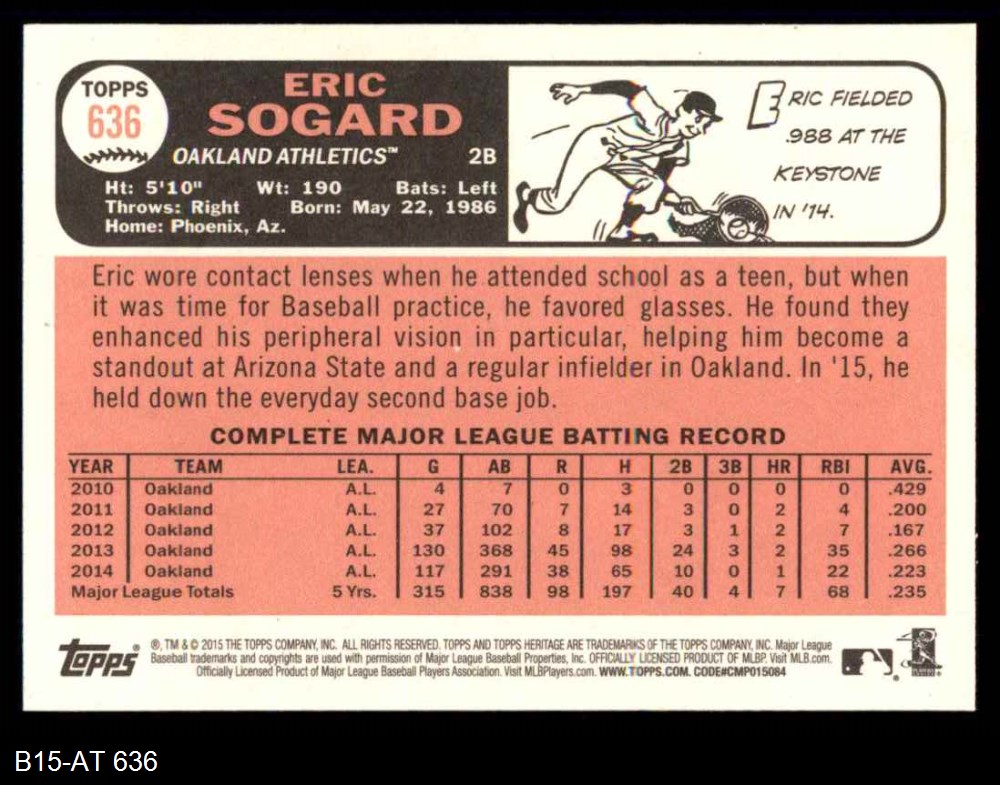 TOPPS
636
ERIC
SOGARD
OAKLAND ATHLETICS™ 2B
Ht: 5'10" Wt: 190 Bats: Left
Throws: Right Born: May 22, 1986
Home: Phoenix, Az.
ERIC FIELDED
.988 AT THE
KEYSTONE
IN '14.
Eric wore contact lenses when he attended school as a teen, but when
it was time for Baseball practice, he favored glasses. He found they
enhanced his peripheral vision in particular, helping him become a
standout at Arizona State and a regular infielder in Oakland. In '15, he
held down the everyday second base job.
COMPLETE MAJOR LEAGUE BATTING RECORD
YEAR TEAM LEA. G AB R H 2B 3B HR RBI AVG.
2010 Oakland A.L. 4 7 0 3 0 0 0 0 .429
2011 Oakland A.L. 27 70 7 14 3 0 2 4 .200
2012 Oakland A.L. 37 102 8 17 3 1 2 7 .167
2013 Oakland A.L. 130 368 45 98 24 3 2 35 .266
2014 Oakland A.L. 117 291 38 65 10 0 1 22 .223
Major League Totals 5 Yrs. 315 838 98 197 40 4 7 68 .235
topps® ®, TM & © 2015 THE TOPPS COMPANY, INC. ALL RIGHTS RESERVED. TOPPS AND TOPPS HERITAGE ARE TRADEMARKS OF THE TOPPS COMPANY, INC. Major League
Baseball trademarks and copyrights are used with permission of Major League Baseball Properties, Inc. OFFICIALLY LICENSED PRODUCT OF MLBP. Visit MLB.com.
Officially Licensed Product of Major League Baseball Players Association. Visit MLBPlayers.com. WWW.TOPPS.COM. CODE#CMP015084
B15-AT 636